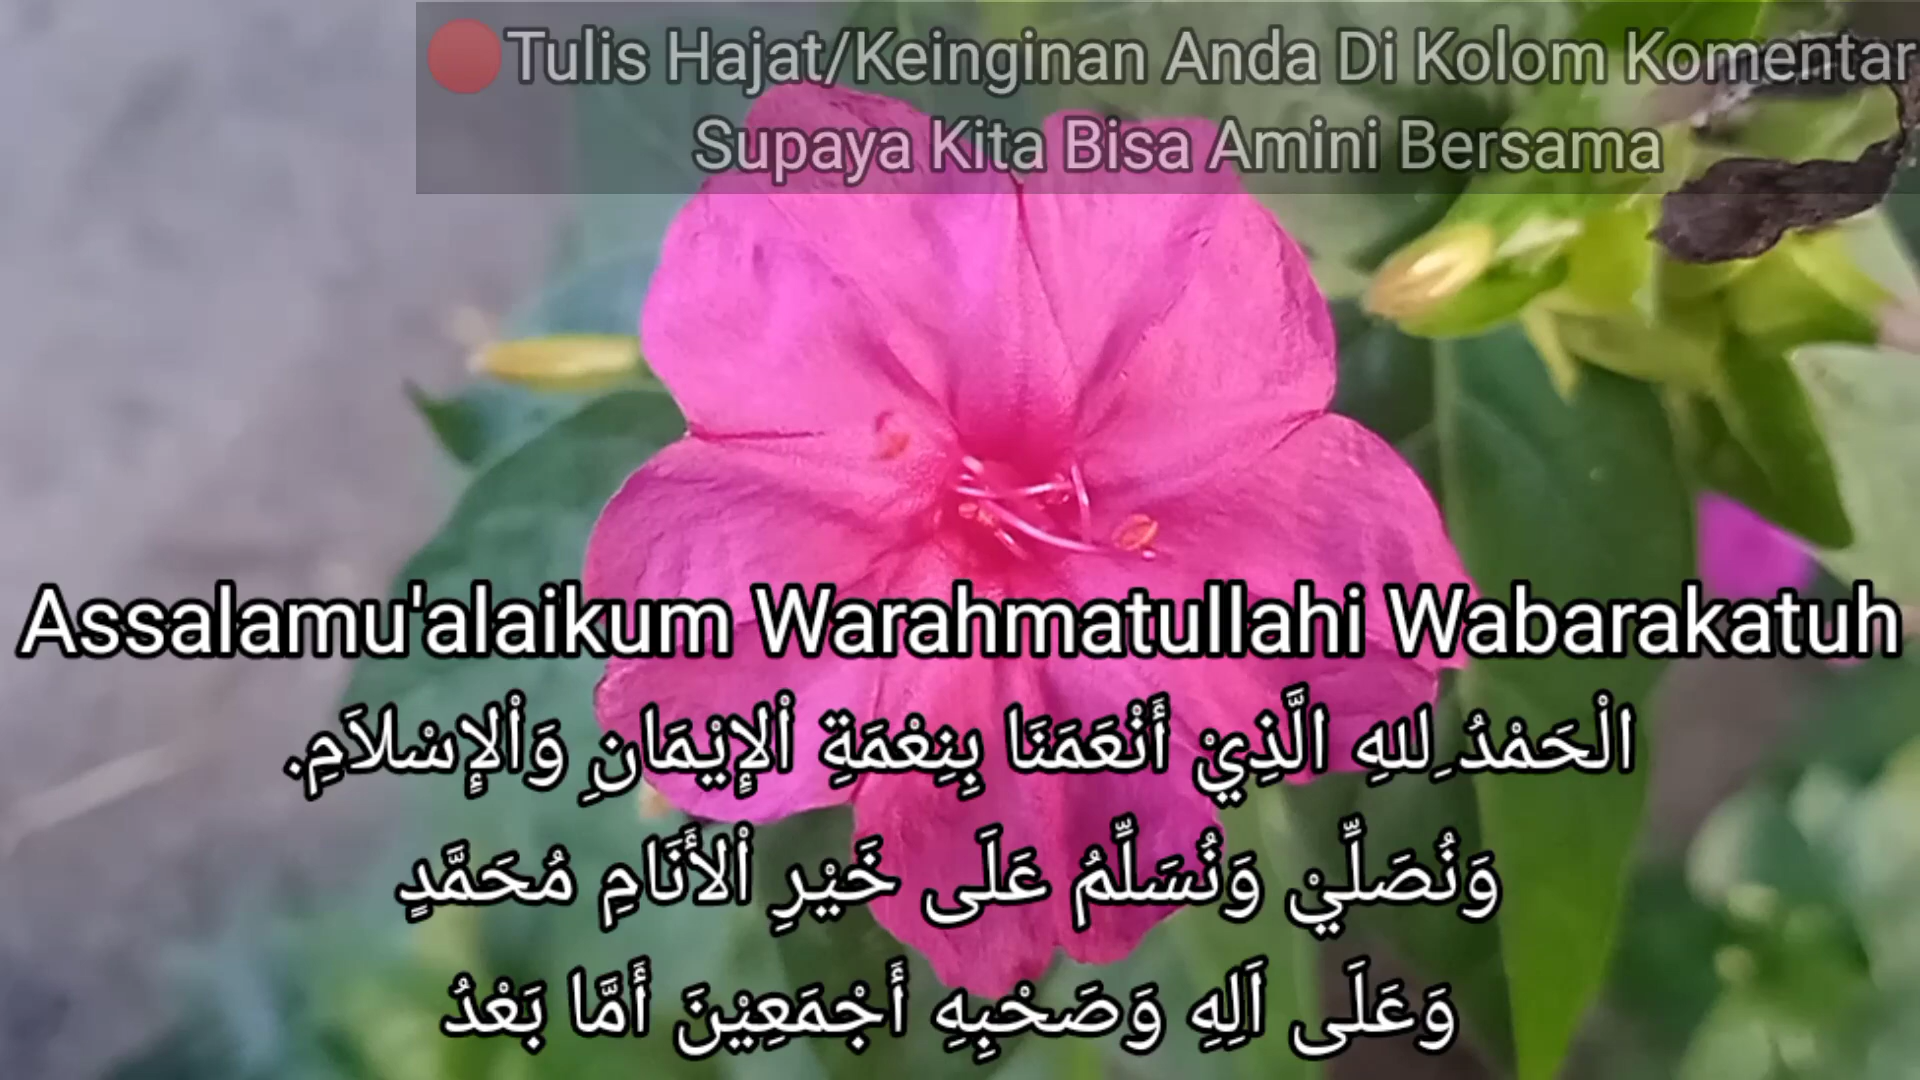 🔴Tulis Hajat/Keinginan Anda Di Kolom Komentar
Supaya Kita Bisa Amini Bersama
Assalamu'alaikum Warahmatullahi Wabarakatuh
الْحَمْدُ ِللهِ الَّذِيْ أَنْعَمَنَا بِنِعْمَةِ اْلإِيْمَانِ وَاْلإِسْلاَمِ.
وَنُصَلِّيْ وَنُسَلِّمُ عَلَى خَيْرِ اْلأَنَامِ مُحَمَّدٍ
وَعَلَى اَلِهِ وَصَحْبِهِ أَجْمَعِيْنَ أَمَّا بَعْدُ